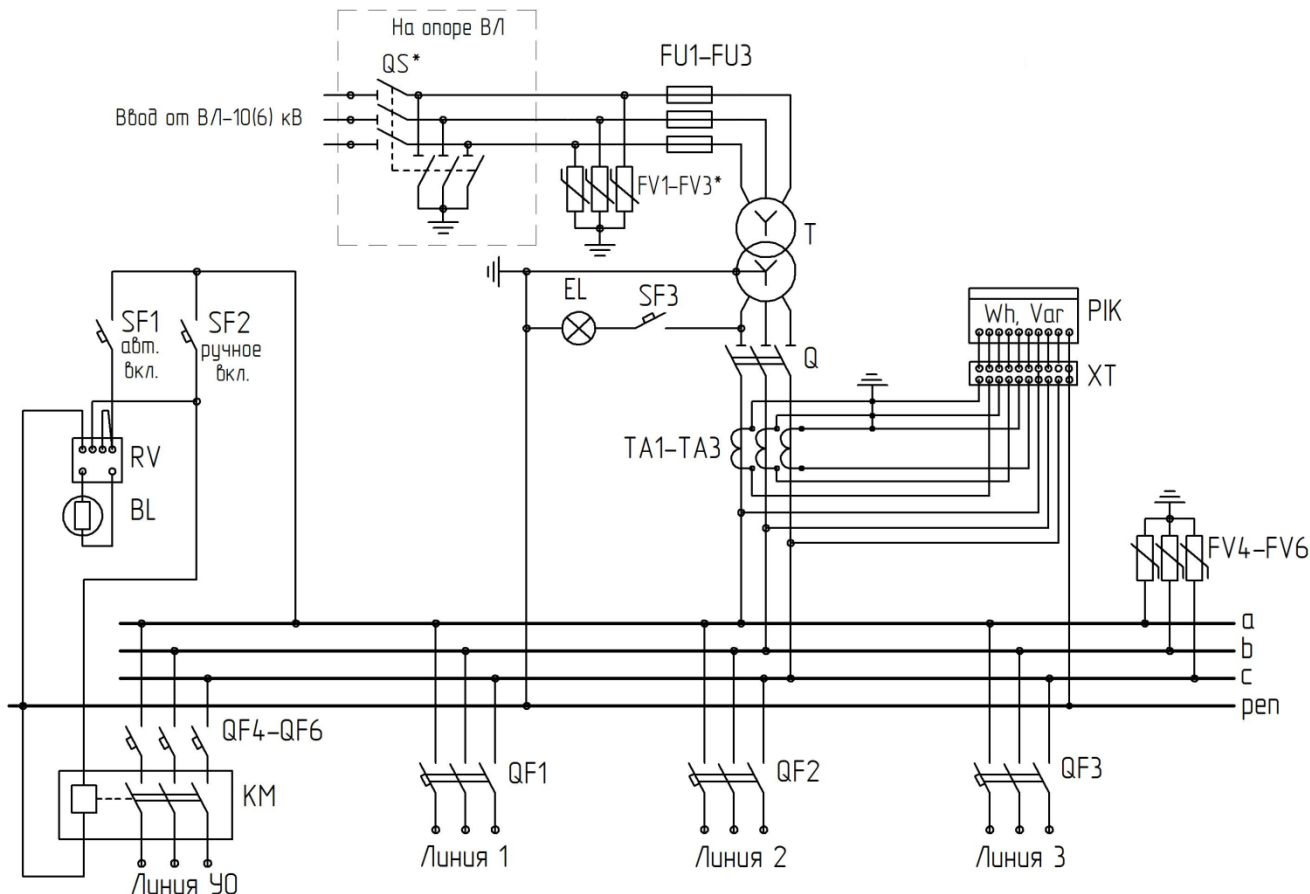 На опоре ВЛ
QS*
FU1-FU3
Ввод от ВЛ-10(6) кВ
FV1-FV3*
T
EL
SF3
Wh, Var
PIK
SF1
авт.
вкл.
SF2
ручное
вкл.
Q
XT
TA1-TA3
RV
BL
FV4-FV6
a
b
c
pen
QF4-QF6
QF1
QF2
QF3
KM
Линия УО
Линия 1
Линия 2
Линия 3